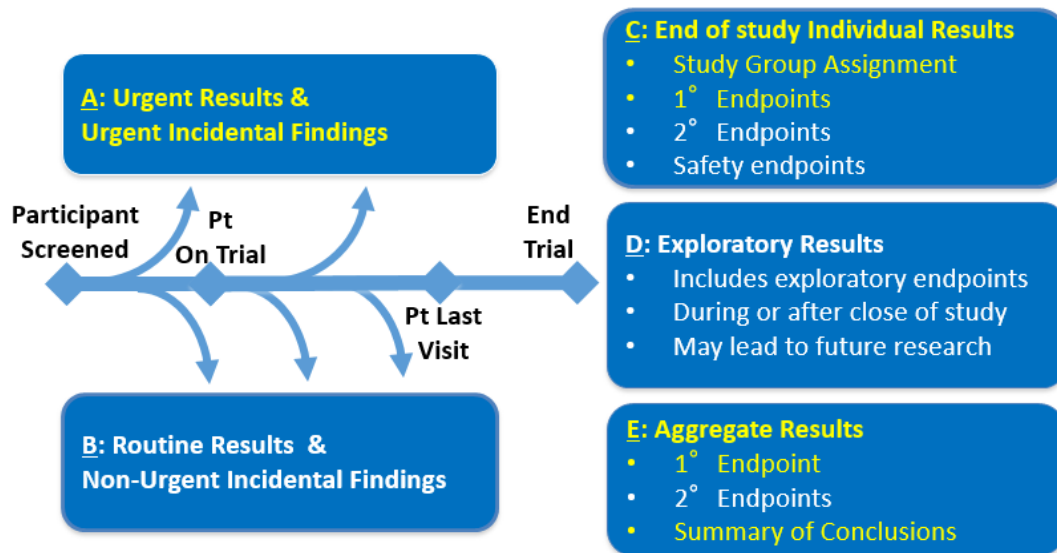 A: Urgent Results &
Urgent Incidental Findings
Participant
Screened
Pt
On Trial
End
Trial
Pt Last
Visit
B: Routine Results  &
Non-Urgent Incidental Findings
C: End of study Individual Results
• Study Group Assignment
• 1° Endpoints
• 2° Endpoints
• Safety endpoints
D: Exploratory Results
• Includes exploratory endpoints
• During or after close of study
• May lead to future research
E: Aggregate Results
• 1° Endpoint
• 2° Endpoints
• Summary of Conclusions